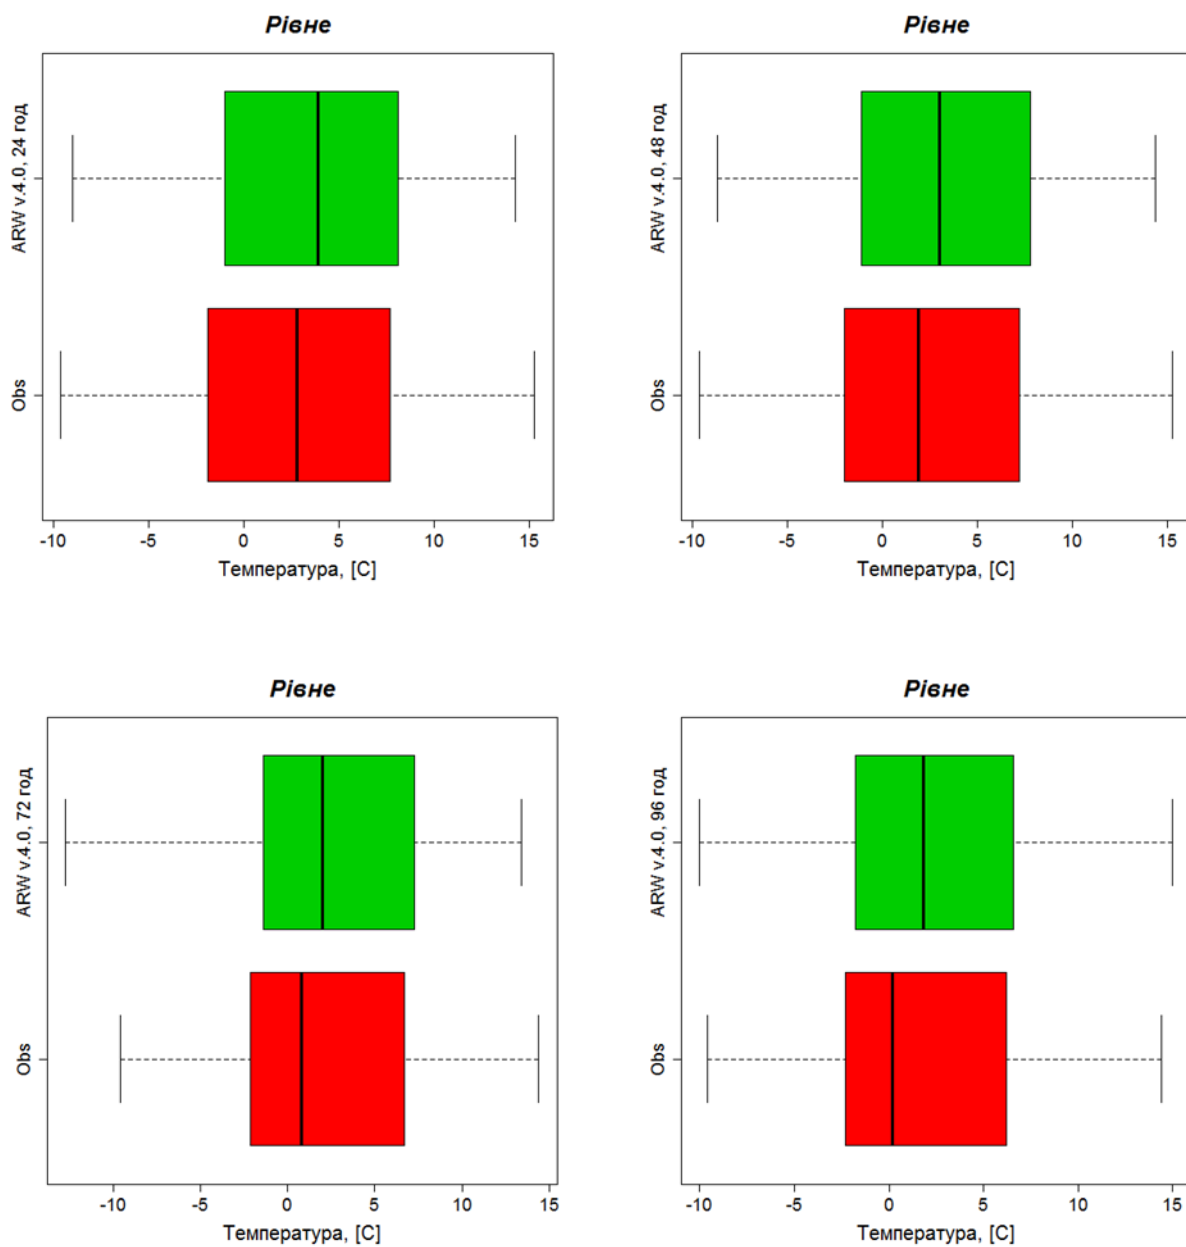 Рівне
ARW v.4.0, 24 год
Obs
-10 -5 0 5 10 15
Температура, [C]
Рівне
ARW v.4.0, 48 год
Obs
-10 -5 0 5 10 15
Температура, [C]
Рівне
ARW v.4.0, 72 год
Obs
-10 -5 0 5 10 15
Температура, [C]
Рівне
ARW v.4.0, 96 год
Obs
-10 -5 0 5 10 15
Температура, [C]